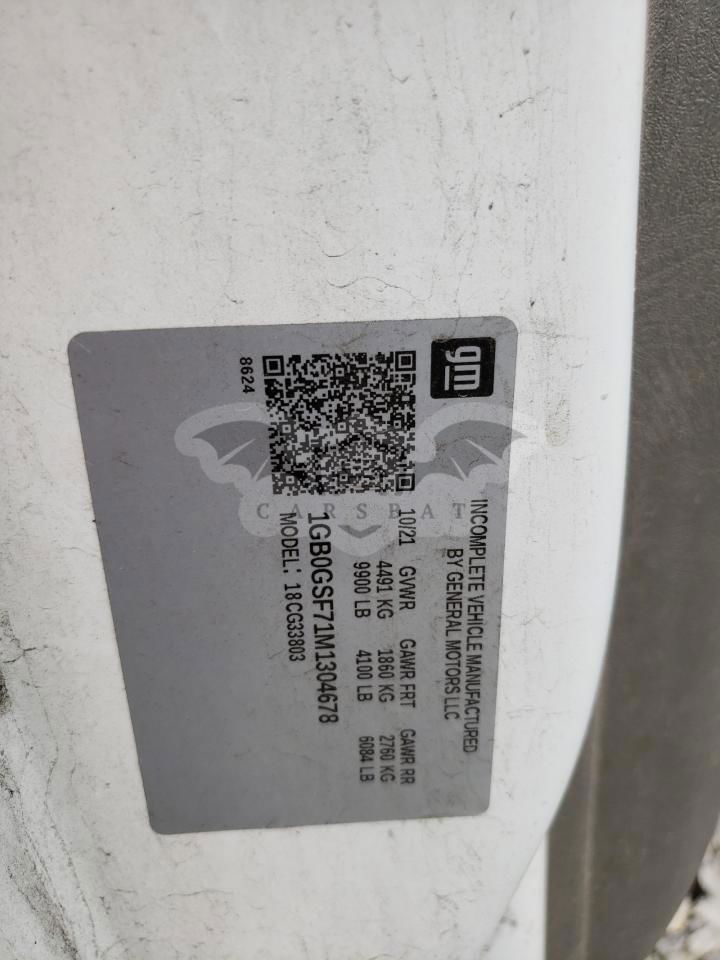 gm
INCOMPLETE VEHICLE MANUFACTURED
BY GENERAL MOTORS LLC
10/21 GVWR GAWR FRT GAWR RR
4491 KG 1860 KG 2760 KG
9900 LB 4100 LB 6084 LB
1GB0GSF71M1304678
MODEL: 18CG33803
8624
CARSBAT